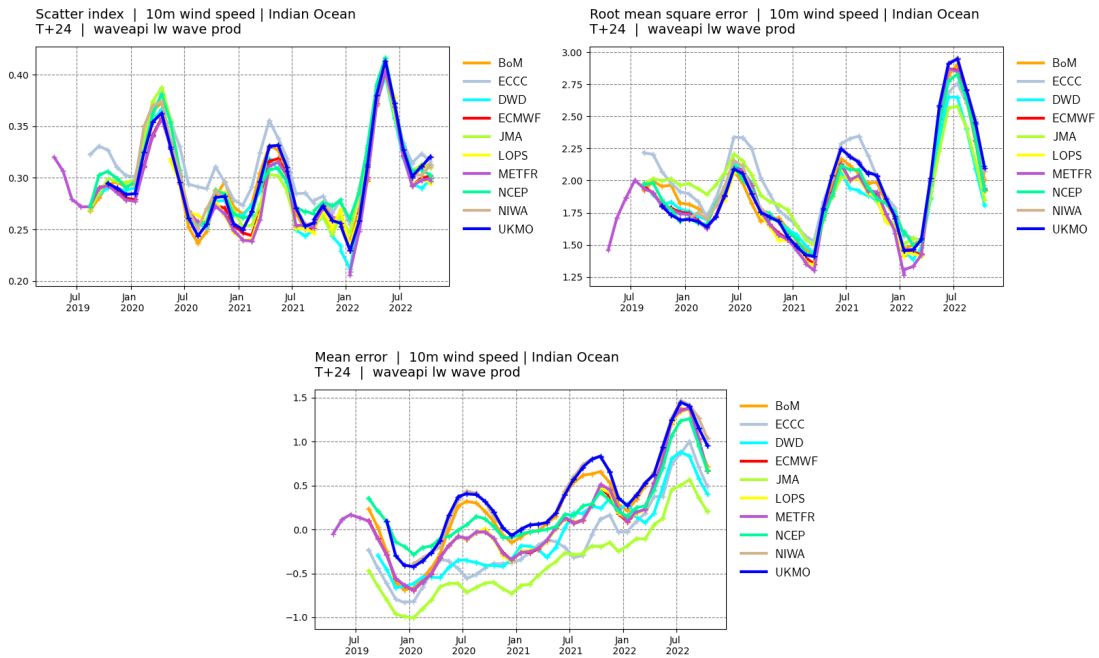 Scatter index | 10m wind speed | Indian Ocean
T+24 | waveapi lw wave prod
0.40
0.35
0.30
0.25
0.20
Jul
2019
Jan
2020
Jul
2020
Jan
2021
Jul
2021
Jan
2022
Jul
2022
BoM
ECCC
DWD
ECMWF
JMA
LOPS
METFR
NCEP
NIWA
UKMO
Root mean square error | 10m wind speed | Indian Ocean
T+24 | waveapi lw wave prod
3.00
2.75
2.50
2.25
2.00
1.75
1.50
1.25
Jul
2019
Jan
2020
Jul
2020
Jan
2021
Jul
2021
Jan
2022
Jul
2022
BoM
ECCC
DWD
ECMWF
JMA
LOPS
METFR
NCEP
NIWA
UKMO
Mean error | 10m wind speed | Indian Ocean
T+24 | waveapi lw wave prod
1.5
1.0
0.5
0.0
−0.5
−1.0
Jul
2019
Jan
2020
Jul
2020
Jan
2021
Jul
2021
Jan
2022
Jul
2022
BoM
ECCC
DWD
ECMWF
JMA
LOPS
METFR
NCEP
NIWA
UKMO